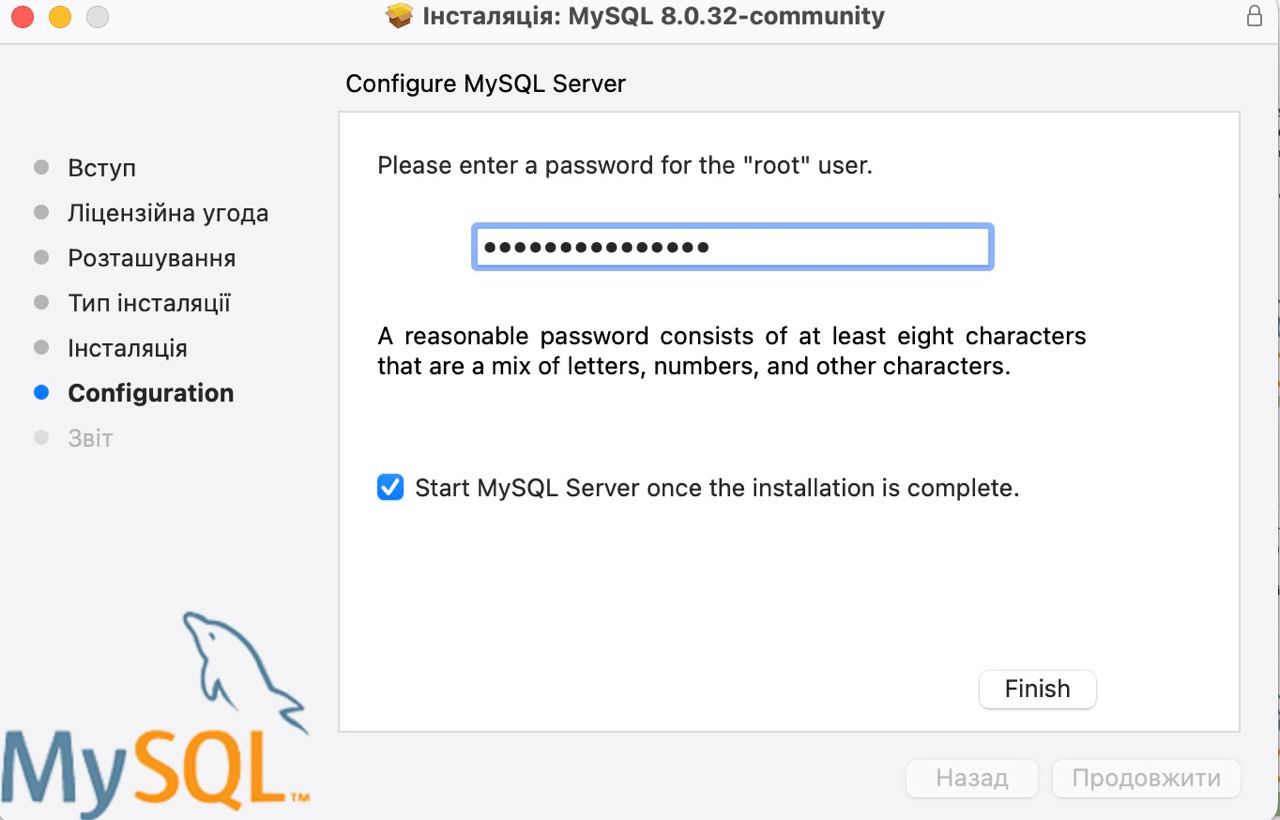 Інсталяція: MySQL 8.0.32-community
Configure MySQL Server
Вступ
Ліцензійна угода
Розташування
Тип інсталяції
Інсталяція
Configuration
Звіт
Please enter a password for the "root" user.
•••••••••••••••
A reasonable password consists of at least eight characters
that are a mix of letters, numbers, and other characters.
Start MySQL Server once the installation is complete.
Finish
MySQL™
Назад
Продовжити